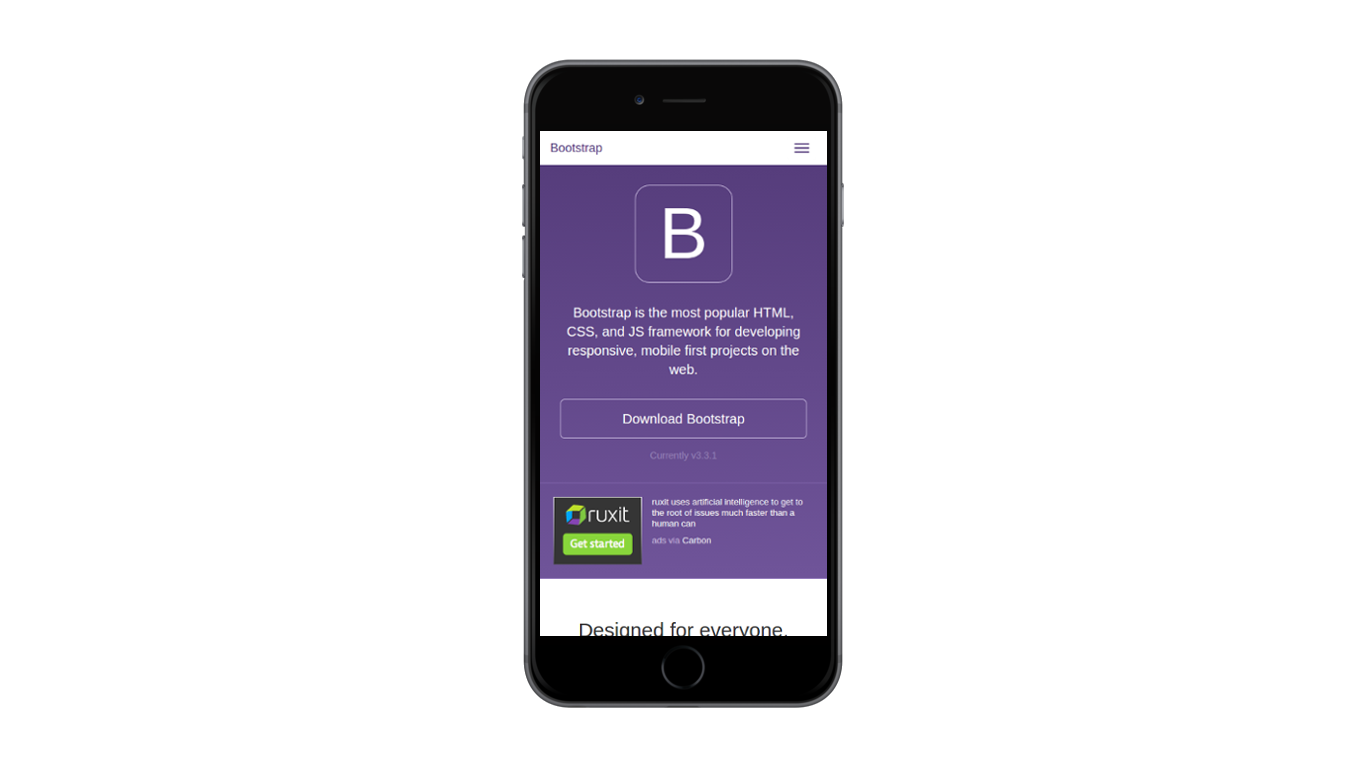 Bootstrap
B
Bootstrap is the most popular HTML,
CSS, and JS framework for developing
responsive, mobile first projects on the
web.
Download Bootstrap
Currently v3.3.1
ruxit
Get started
ruxit uses artificial intelligence to get to
the root of issues much faster than a
human can
ads via Carbon
Designed for everyone,